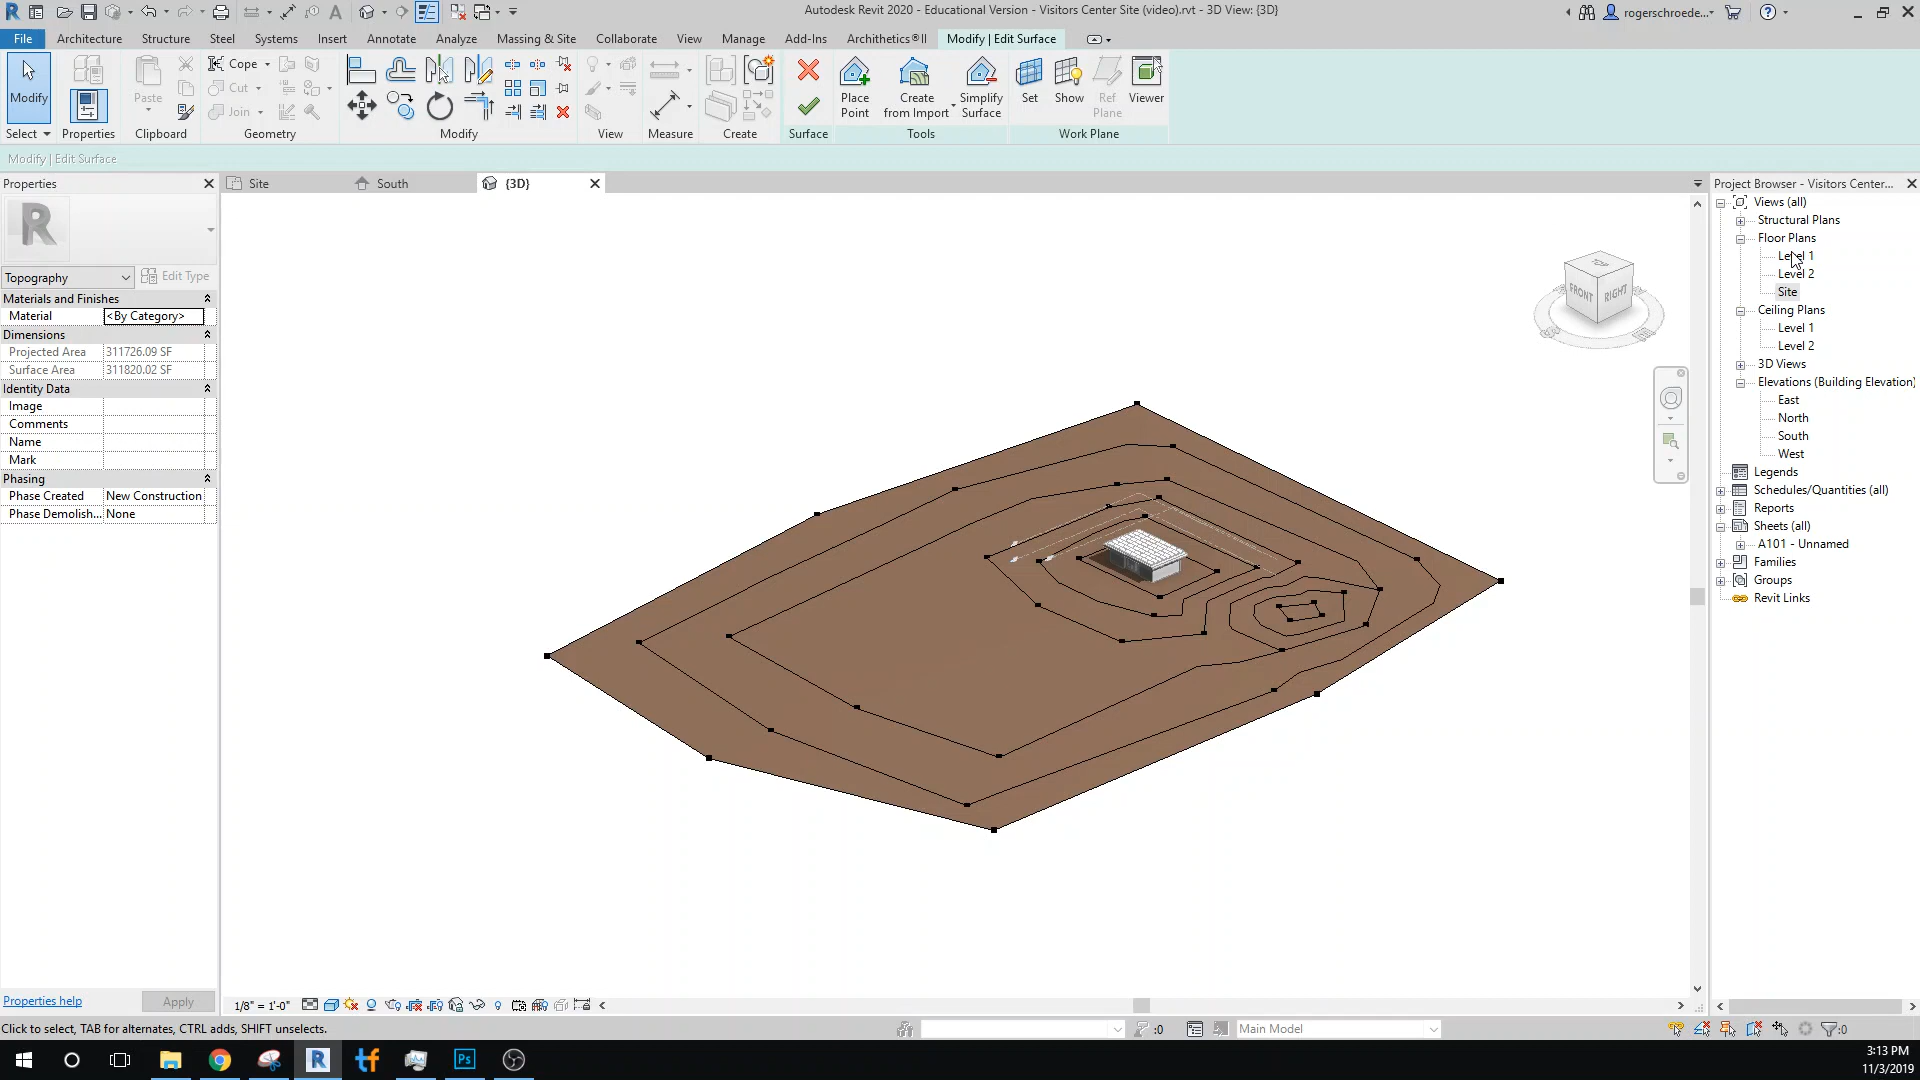 Autodesk Revit 2020 - Educational Version - Visitors Center Site (video).rvt - 3D View: {3D}
rogerschroede...
File
Architecture
Structure
Steel
Systems
Insert
Annotate
Analyze
Massing & Site
Collaborate
View
Manage
Add-Ins
Archithetics®II
Modify | Edit Surface
Modify
Select
Properties
Paste
Clipboard
Cope
Cut
Join
Geometry
Modify
View
Measure
Create
Surface
Place
Point
Create
from Import
Simplify
Surface
Tools
Set
Show
Ref
Plane
Viewer
Work Plane
Modify | Edit Surface
Properties
Site
South
{3D}
Project Browser - Visitors Center...
Topography
Edit Type
Materials and Finishes
Material
<By Category>
Dimensions
Projected Area
311726.09 SF
Surface Area
311820.02 SF
Identity Data
Image
Comments
Name
Mark
Phasing
Phase Created
New Construction
Phase Demolish...
None
Properties help
Apply
TOP
FRONT
RIGHT
Views (all)
Structural Plans
Floor Plans
Level 1
Level 2
Site
Ceiling Plans
Level 1
Level 2
3D Views
Elevations (Building Elevation)
East
North
South
West
Legends
Schedules/Quantities (all)
Reports
Sheets (all)
A101 - Unnamed
Families
Groups
Revit Links
1/8" = 1'-0"
Click to select, TAB for alternates, CTRL adds, SHIFT unselects.
:0
Main Model
:0
Ps
3:13 PM
11/3/2019